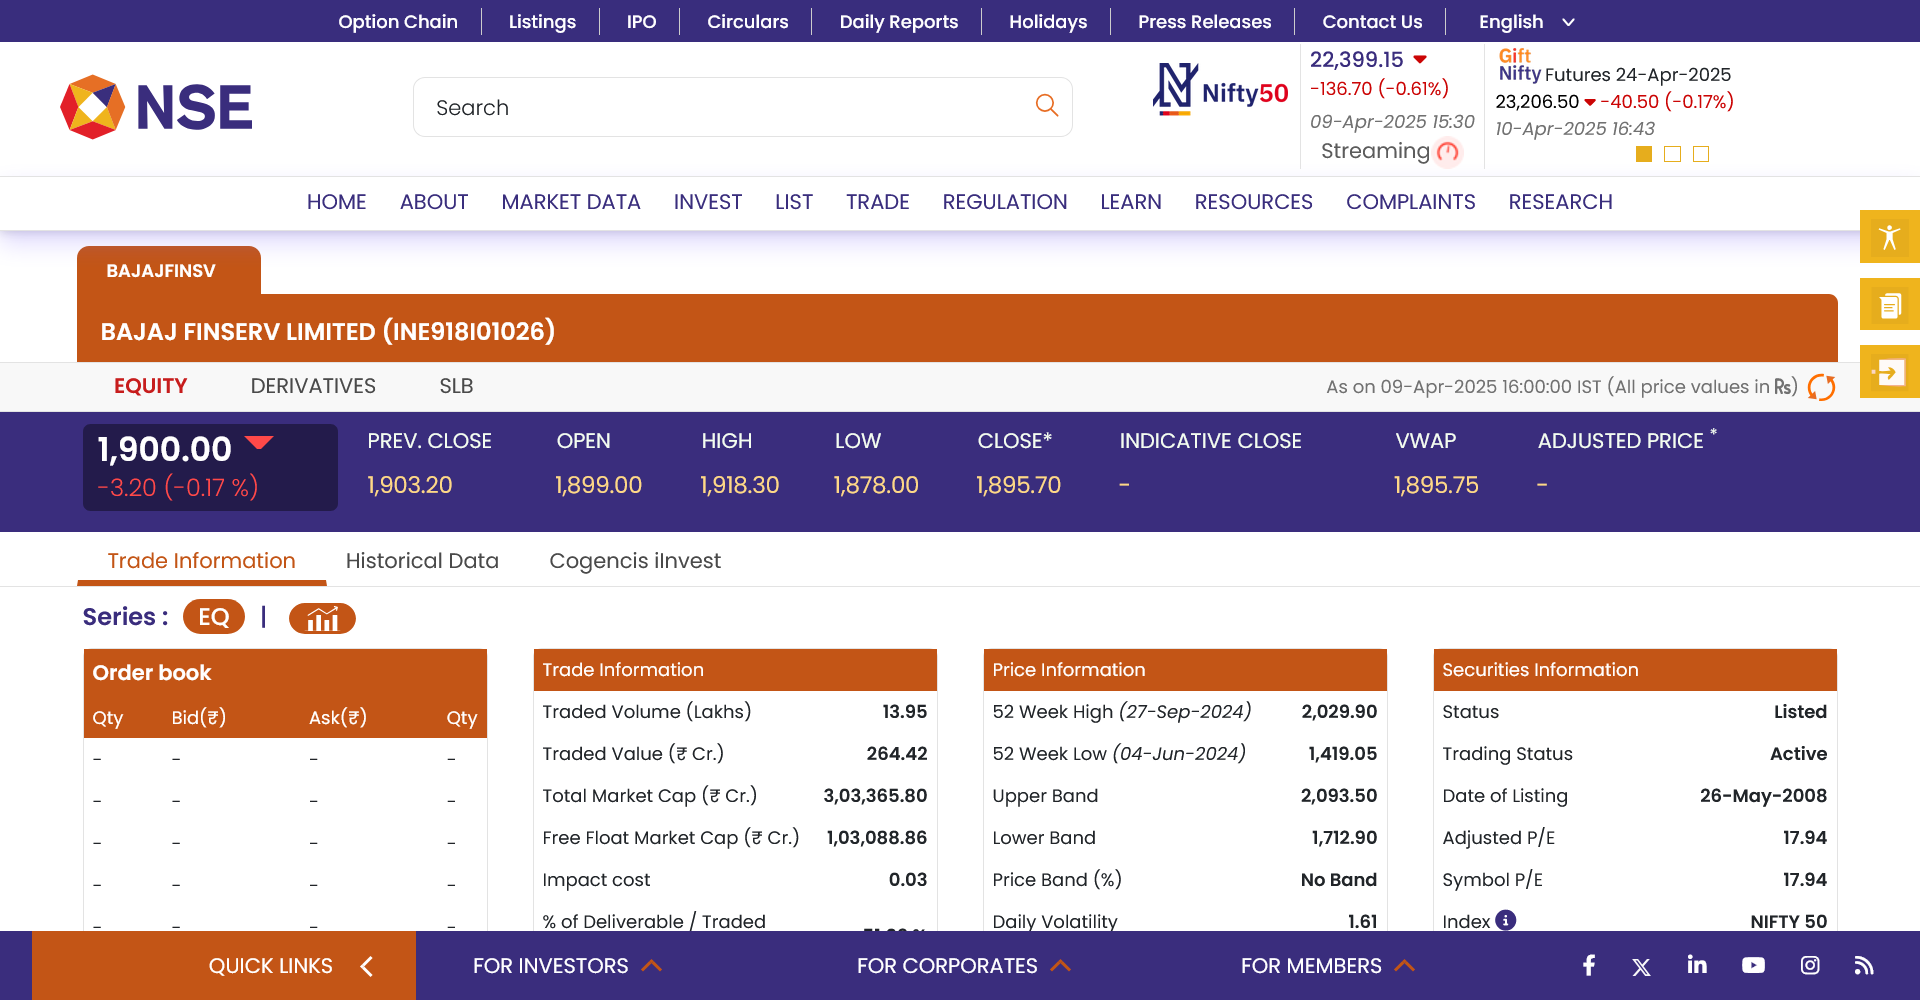 Option Chain Listings IPO Circulars Daily Reports Holidays Press Releases Contact Us English
NSE
Search
Nifty50
22,399.15
-136.70 (-0.61%)
09-Apr-2025 15:30
Streaming
Gift
Nifty Futures 24-Apr-2025
23,206.50 -40.50 (-0.17%)
10-Apr-2025 16:43
HOME ABOUT MARKET DATA INVEST LIST TRADE REGULATION LEARN RESOURCES COMPLAINTS RESEARCH
BAJAJFINSV
BAJAJ FINSERV LIMITED (INE918I01026)
EQUITY DERIVATIVES SLB As on 09-Apr-2025 16:00:00 IST (All price values in ₨)
1,900.00
-3.20 (-0.17 %)
PREV. CLOSE OPEN HIGH LOW CLOSE* INDICATIVE CLOSE VWAP ADJUSTED PRICE *
1,903.20 1,899.00 1,918.30 1,878.00 1,895.70 - 1,895.75 -
Trade Information Historical Data Cogencis iInvest
Series : EQ |
Order book
Qty Bid(₹) Ask(₹) Qty
- - - -
- - - -
- - - -
- - - -
- - - -
Trade Information
Traded Volume (Lakhs) 13.95
Traded Value (₹ Cr.) 264.42
Total Market Cap (₹ Cr.) 3,03,365.80
Free Float Market Cap (₹ Cr.) 1,03,088.86
Impact cost 0.03
% of Deliverable / Traded
Price Information
52 Week High (27-Sep-2024) 2,029.90
52 Week Low (04-Jun-2024) 1,419.05
Upper Band 2,093.50
Lower Band 1,712.90
Price Band (%) No Band
Daily Volatility 1.61
Securities Information
Status Listed
Trading Status Active
Date of Listing 26-May-2008
Adjusted P/E 17.94
Symbol P/E 17.94
Index NIFTY 50
QUICK LINKS FOR INVESTORS FOR CORPORATES FOR MEMBERS